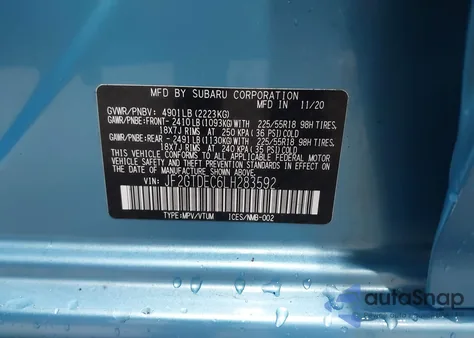 MFD BY SUBARU CORPORATION
GVWR/PNBV: 4901LB (2223KG) MFD IN 11/20
GAWR/PNBE: FRONT- 2410LB (1093KG) WITH 225/55R18 98H TIRES,
18X7J RIMS AT 250 KPA (36 PSI) COLD
GAWR/PNBE: REAR- 2491LB (1130KG) WITH 225/55R18 98H TIRES,
18X7J RIMS AT 240 KPA (35 PSI) COLD
THIS VEHICLE CONFORMS TO ALL APPLICABLE FEDERAL MOTOR
VEHICLE SAFETY AND BUMPER STANDARDS IN EFFECT ON THE DATE
OF MANUFACTURE SHOWN ABOVE.
VIN: JF2GTDEC6LH283592
TYPE:MPV/VTUM ICES/NMB-002
autoSnap